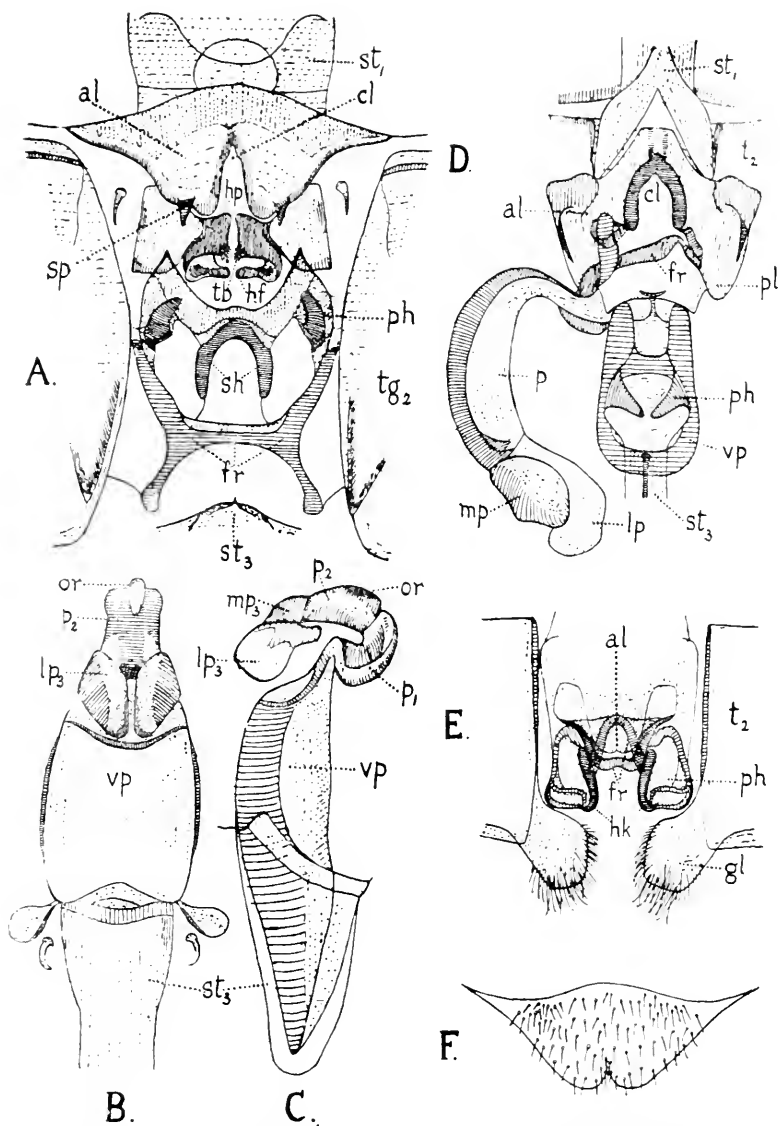 st₁
al
cl
hp
sp
tb
hf
ph
sh
tg₂
fr
st₃
A.
D.
st₁
t₂
cl
al
fr
pl
p
ph
vp
mp
lp
st₃
or
p₂
lp₃
vp
st₃
B.
p₂
or
mp₃
lp₃
p₁
vp
C.
E.
al
t₂
fr
ph
hk
gl
F.